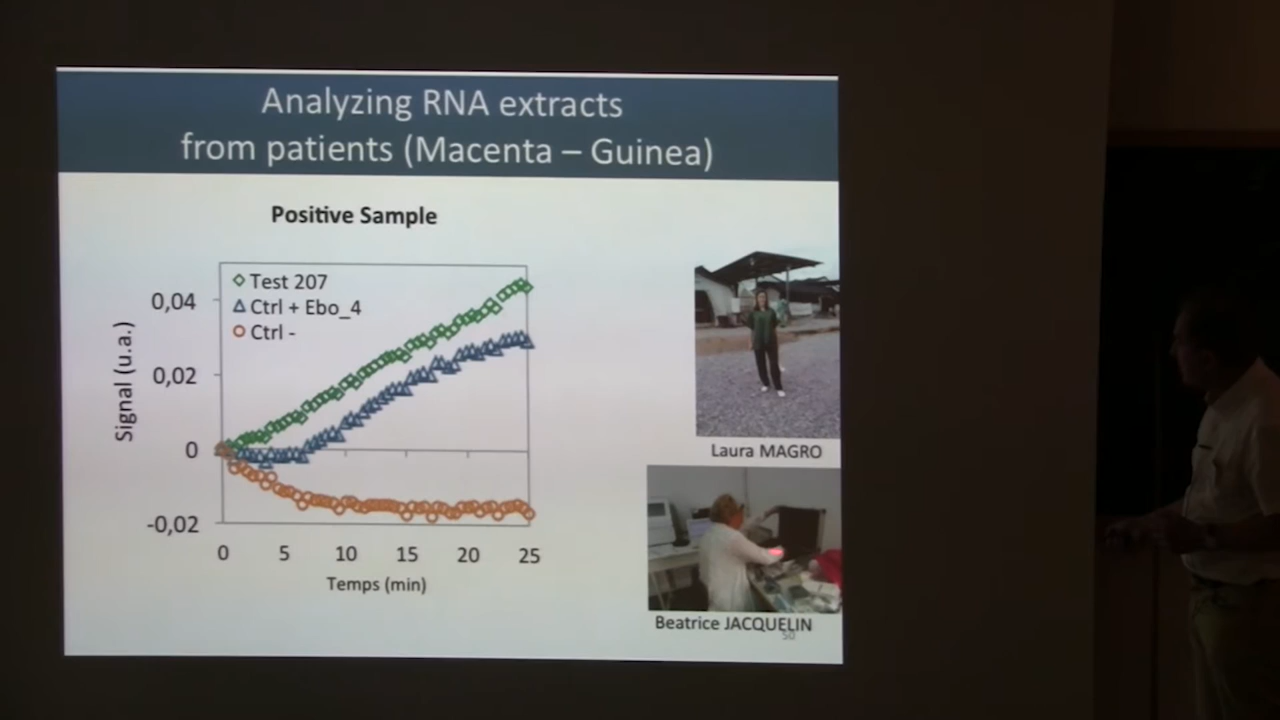 Analyzing RNA extracts
from patients (Macenta – Guinea)
Positive Sample
Test 207
Ctrl + Ebo_4
Ctrl -
Signal (u.a.)
0,04
0,02
0
-0,02
0 5 10 15 20 25
Temps (min)
Laura MAGRO
Beatrice JACQUELIN
50